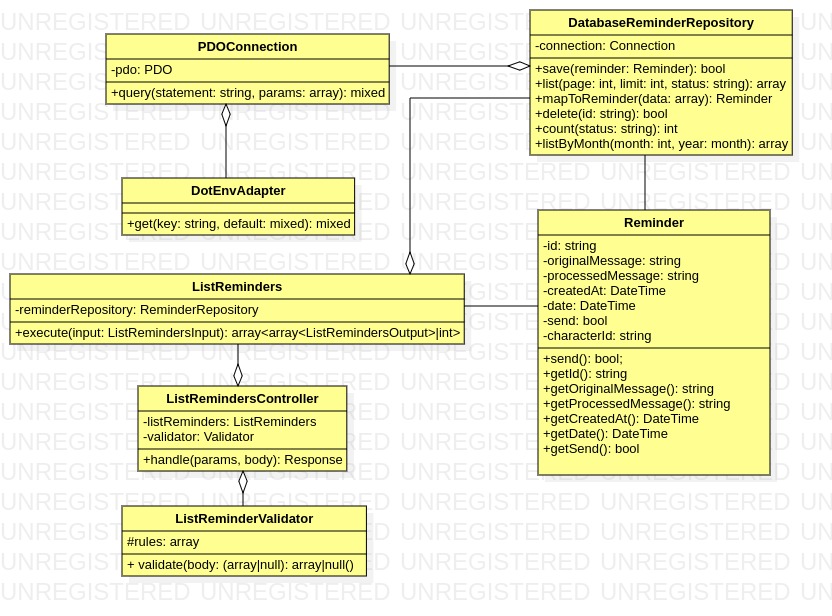 PDOConnection
-pdo: PDO
+query(statement: string, params: array): mixed
DatabaseReminderRepository
-connection: Connection
+save(reminder: Reminder): bool
+list(page: int, limit: int, status: string): array
+mapToReminder(data: array): Reminder
+delete(id: string): bool
+count(status: string): int
+listByMonth(month: int, year: month): array
DotEnvAdapter
+get(key: string, default: mixed): mixed
Reminder
-id: string
-originalMessage: string
-processedMessage: string
-createdAt: DateTime
-date: DateTime
-send: bool
-characterId: string
+send(): bool;
+getId(): string
+getOriginalMessage(): string
+getProcessedMessage(): string
+getCreatedAt(): DateTime
+getDate(): DateTime
+getSend(): bool
ListReminders
-reminderRepository: ReminderRepository
+execute(input: ListRemindersInput): array<array<ListRemindersOutput>|int>
ListRemindersController
-listReminders: ListReminders
-validator: Validator
+handle(params, body): Response
ListReminderValidator
#rules: array
+ validate(body: (array|null): array|null()
UNREGISTERED